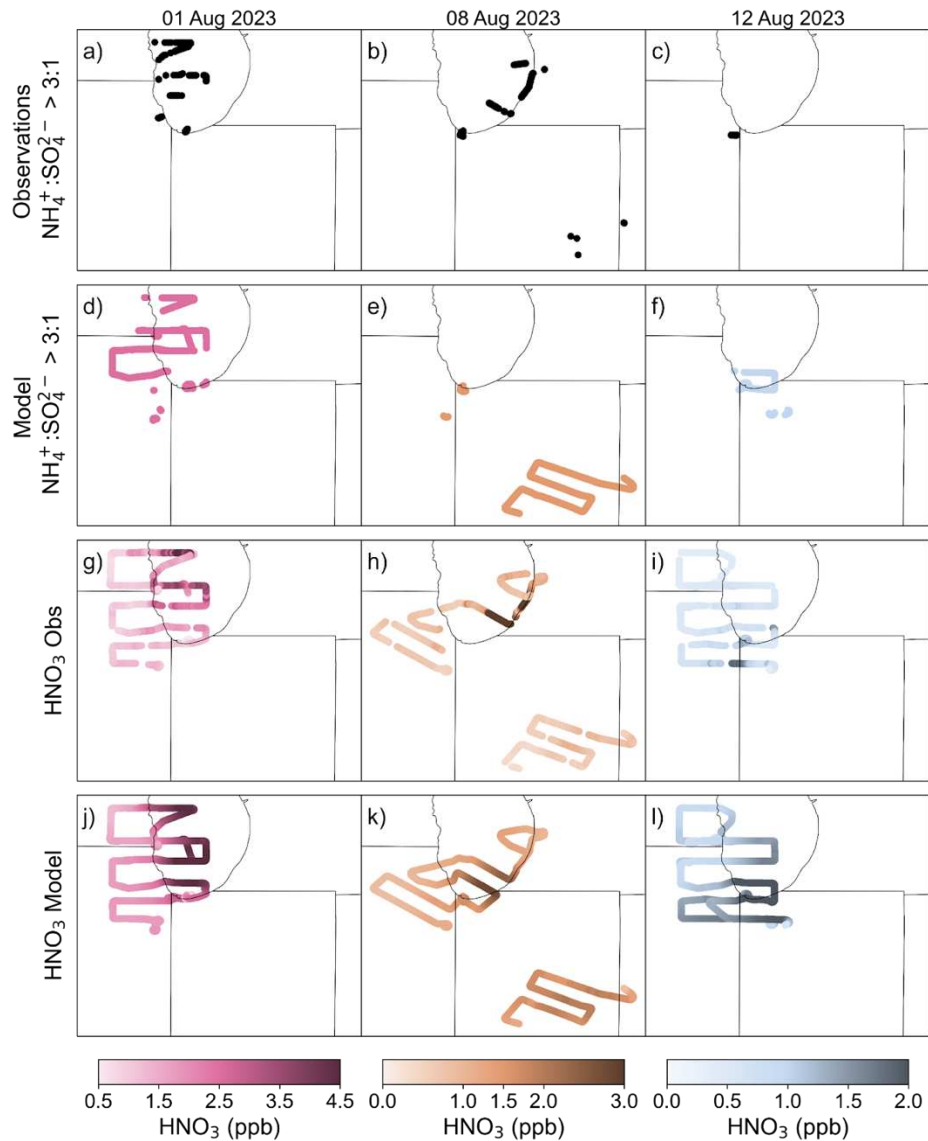 01 Aug 2023 08 Aug 2023 12 Aug 2023
Observations
NH₄⁺:SO₄²⁻ > 3:1
a) b) c)
Model
NH₄⁺:SO₄²⁻ > 3:1
d) e) f)
HNO₃ Obs
g) h) i)
HNO₃ Model
j) k) l)
0.5 1.5 2.5 3.5 4.5 0.0 1.0 2.0 3.0 0.0 0.5 1.0 1.5 2.0
HNO₃ (ppb) HNO₃ (ppb) HNO₃ (ppb)